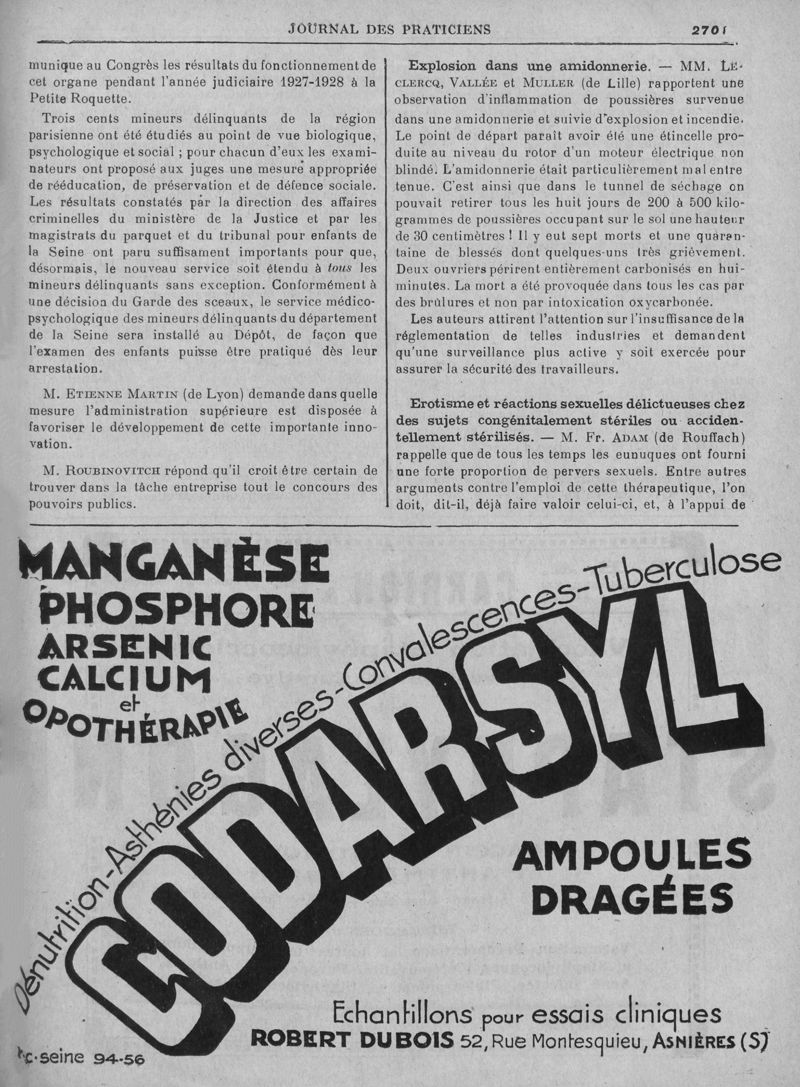 JOURNAL DES PRATICIENS 2701
munique au Congrès les résultats du fonctionnement de
cet organe pendant l'année judiciaire 1927-1928 à la
Petite Roquette.
Trois cents mineurs délinquants de la région
parisienne ont été étudiés au point de vue biologique,
psychologique et social ; pour chacun d'eux les exami-
nateurs ont proposé aux juges une mesure appropriée
de rééducation, de préservation et de défence sociale.
Les résultats constatés par la direction des affaires
criminelles du ministère de la Justice et par les
magistrats du parquet et du tribunal pour enfants de
la Seine ont paru suffisament importants pour que,
désormais, le nouveau service soit étendu à tous les
mineurs délinquants sans exception. Conformément à
une décision du Garde des sceaux, le service médico-
psychologique des mineurs délinquants du département
de la Seine sera installé au Dépôt, de façon que
l'examen des enfants puisse être pratiqué dès leur
arrestation.
M. ETIENNE MARTIN (de Lyon) demande dans quelle
mesure l'administration supérieure est disposée à
favoriser le développement de cette importante inno-
vation.
M. ROUBINOVITCH répond qu'il croit être certain de
trouver dans la tâche entreprise tout le concours des
pouvoirs publics.
Explosion dans une amidonnerie. — MM. LE-
CLERCQ, VALLÉE et MULLER (de Lille) rapportent une
observation d'inflammation de poussières survenue
dans une amidonnerie et suivie d'explosion et incendie.
Le point de départ paraît avoir été une étincelle pro-
duite au niveau du rotor d'un moteur électrique non
blindé. L'amidonnerie était particulièrement mal entre
tenue. C'est ainsi que dans le tunnel de séchage on
pouvait retirer tous les huit jours de 200 à 500 kilo-
grammes de poussières occupant sur le sol une hauteur
de 30 centimètres ! Il y eut sept morts et une quaran-
taine de blessés dont quelques-uns très grièvement.
Deux ouvriers périrent entièrement carbonisés en hui-
minutes. La mort a été provoquée dans tous les cas par
des brûlures et non par intoxication oxycarbonée.
Les auteurs attirent l'attention sur l'insuffisance de la
réglementation de telles industries et demandent
qu'une surveillance plus active y soit exercée pour
assurer la sécurité des travailleurs.
Erotisme et réactions sexuelles délictueuses chez
des sujets congénitalement stériles ou acciden-
tellement stérilisés. — M. Fr. ADAM (de Rouffach)
rappelle que de tous les temps les eunuques ont fourni
une forte proportion de pervers sexuels. Entre autres
arguments contre l'emploi de cette thérapeutique, l'on
doit, dit-il, déjà faire valoir celui-ci, et, à l'appui de
MANGANÈSE
PHOSPHORE
ARSENIC
CALCIUM
et
OPOTHÉRAPIE
Dénutrition-Asthénies diverses-Convalescences-Tuberculose
CODARSYL
AMPOULES
DRAGÉES
Echantillons pour essais cliniques
ROBERT DUBOIS 52, Rue Montesquieu, ASNIÈRES (S)
seine 94-56